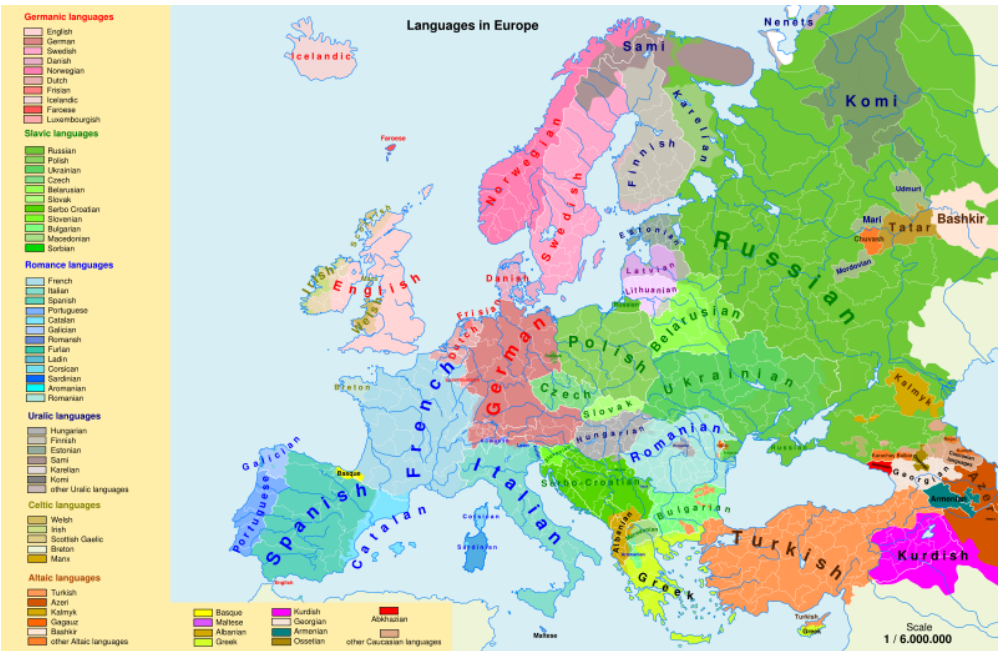 Languages in Europe
Germanic languages
English
German
Swedish
Danish
Norwegian
Dutch
Frisian
Icelandic
Faroese
Luxembourgish
Slavic languages
Russian
Polish
Ukrainian
Czech
Belarusian
Slovak
Serbo Croatian
Slovenian
Bulgarian
Macedonian
Sorbian
Romance languages
French
Italian
Spanish
Portuguese
Catalan
Galician
Romansh
Furlan
Ladin
Corsican
Sardinian
Aromanian
Romanian
Uralic languages
Hungarian
Finnish
Estonian
Sami
Karelian
Komi
other Uralic languages
Celtic languages
Welsh
Irish
Scottish Gaelic
Breton
Manx
Altaic languages
Turkish
Azeri
Kalmyk
Gagauz
Bashkir
other Altaic languages
Basque
Maltese
Albanian
Greek
Kurdish
Georgian
Armenian
Ossetian
Abkhazian
other Caucasian languages
Icelandic
Faroese
Nenets
Sami
Komi
Karelian
Norwegian
Swedish
Finnish
Udmurt
Bashkir
Mari
Tatar
Chuvash
Mordovian
Estonian
Russian
Latvian
Lithuanian
Russian
Danish
Irish
English
Welsh
Frisian
Dutch
German
Polish
Belarusian
Ukrainian
Czech
Slovak
Breton
French
Hungarian
Romanian
Kalmyk
Russian
Galician
Basque
Portuguese
Spanish
Catalan
Italian
Corsican
Sardinian
Serbo-Croatian
Bulgarian
Albanian
Greek
Turkish
Georgian
Caucasian
languages
Armenian
Azeri
Kurdish
English
Maltese
Turkish
Greek
Scale
1 / 6.000.000